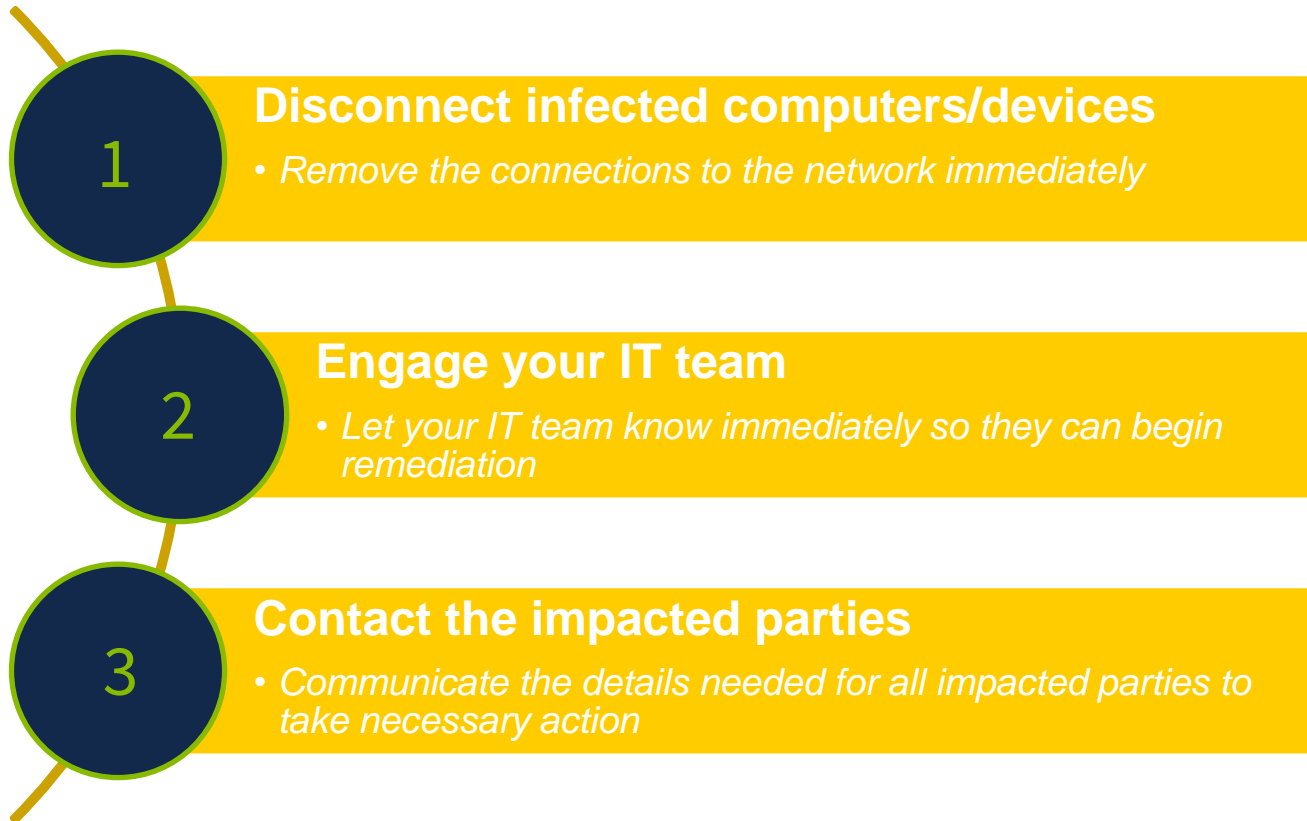 1
Disconnect infected computers/devices
• Remove the connections to the network immediately
2
Engage your IT team
• Let your IT team know immediately so they can begin
remediation
3
Contact the impacted parties
• Communicate the details needed for all impacted parties to
take necessary action